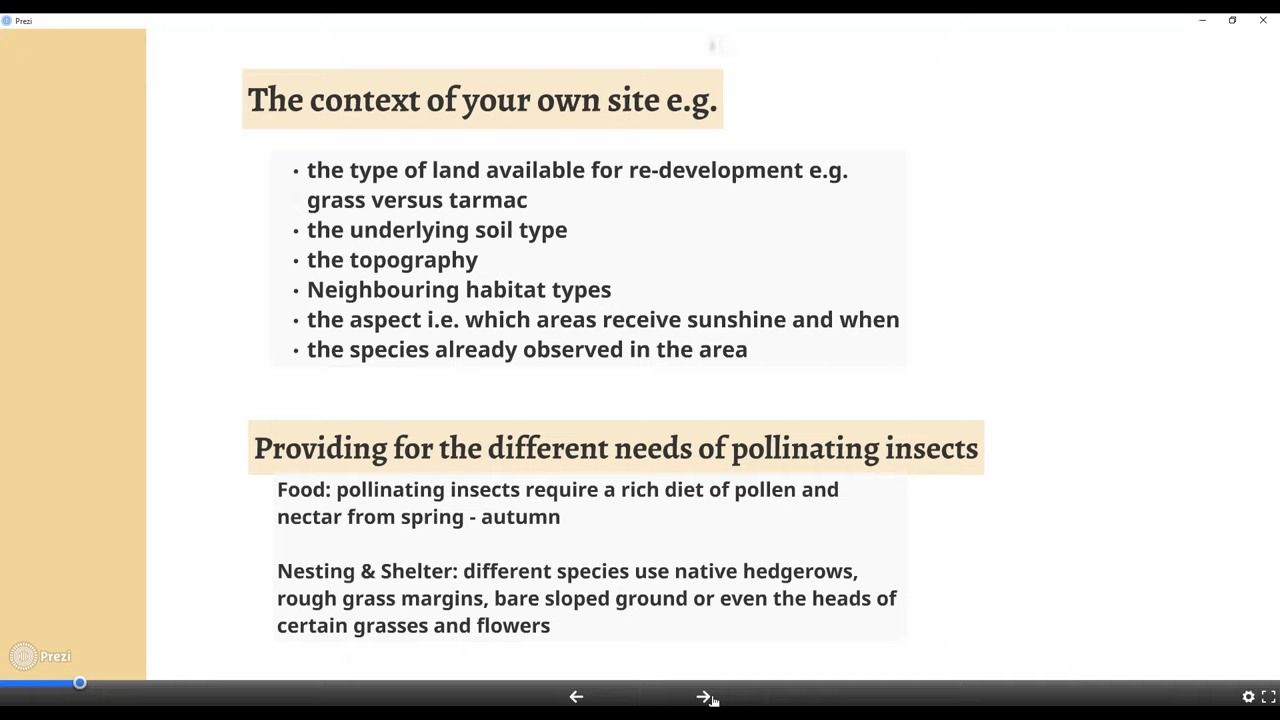 Prezi
The context of your own site e.g.
• the type of land available for re-development e.g.
grass versus tarmac
• the underlying soil type
• the topography
• Neighbouring habitat types
• the aspect i.e. which areas receive sunshine and when
• the species already observed in the area
Providing for the different needs of pollinating insects
Food: pollinating insects require a rich diet of pollen and
nectar from spring - autumn
Nesting & Shelter: different species use native hedgerows,
rough grass margins, bare sloped ground or even the heads of
certain grasses and flowers
Prezi